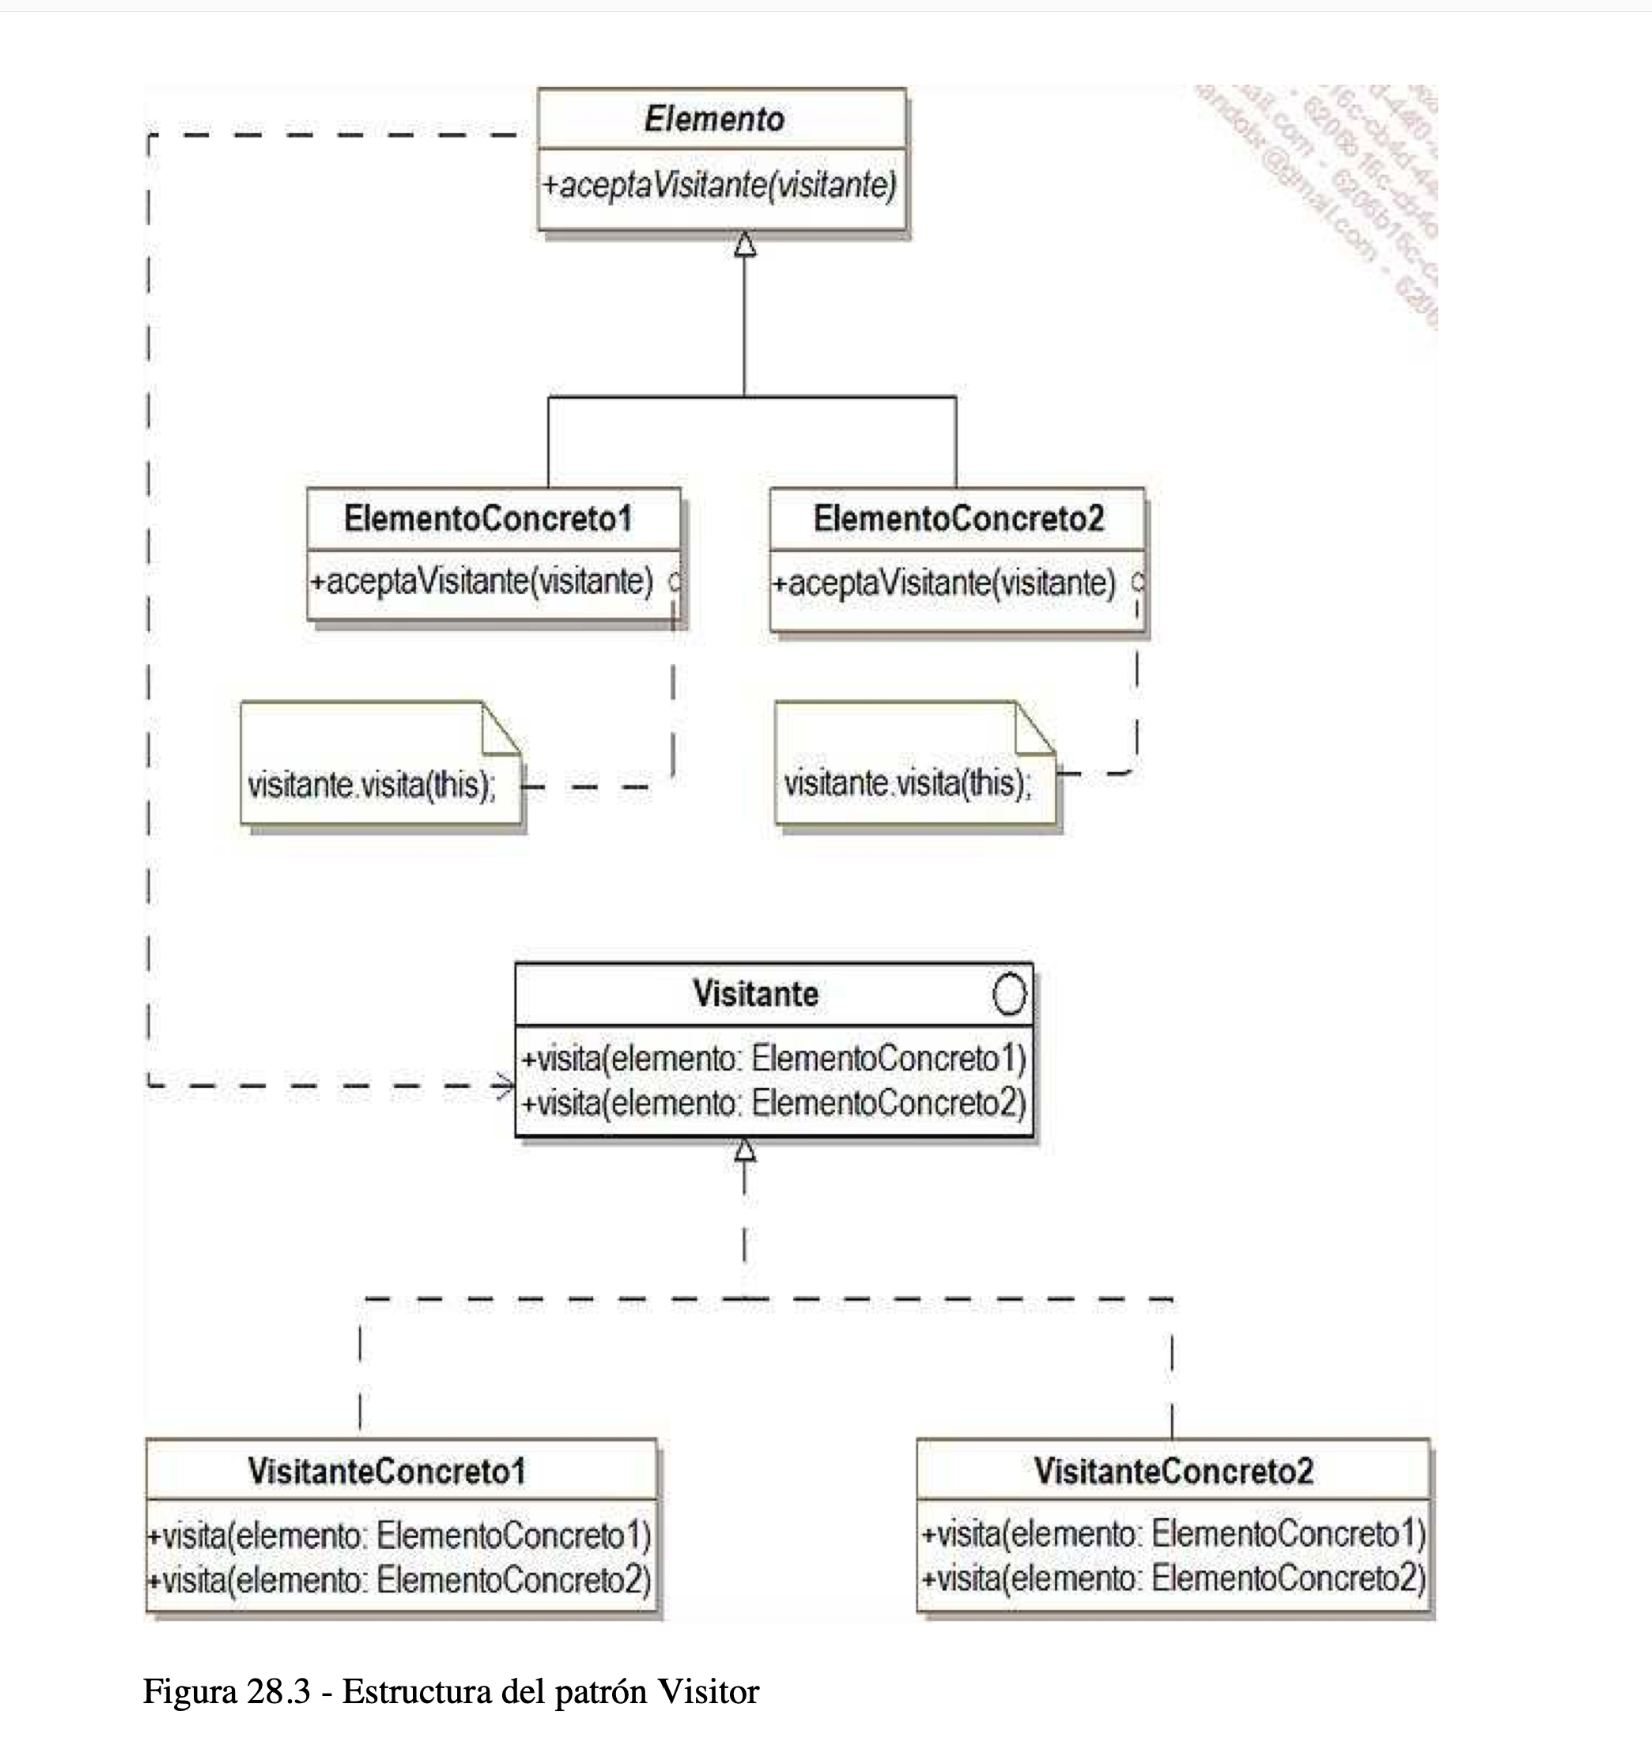 Elemento
+aceptaVisitante(visitante)
ElementoConcreto1
+aceptaVisitante(visitante)
ElementoConcreto2
+aceptaVisitante(visitante)
visitante.visita(this);
visitante.visita(this);
Visitante
+visita(elemento: ElementoConcreto1)
+visita(elemento: ElementoConcreto2)
VisitanteConcreto1
+visita(elemento: ElementoConcreto1)
+visita(elemento: ElementoConcreto2)
VisitanteConcreto2
+visita(elemento: ElementoConcreto1)
+visita(elemento: ElementoConcreto2)
Figura 28.3 - Estructura del patrón Visitor